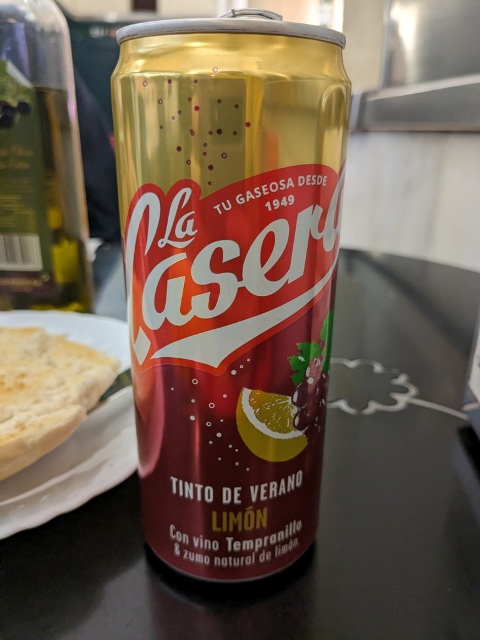 La
TU GASEOSA DESDE
1949
Casera
TINTO DE VERANO
LIMÓN
Con vino Tempranillo
& zumo natural de limón